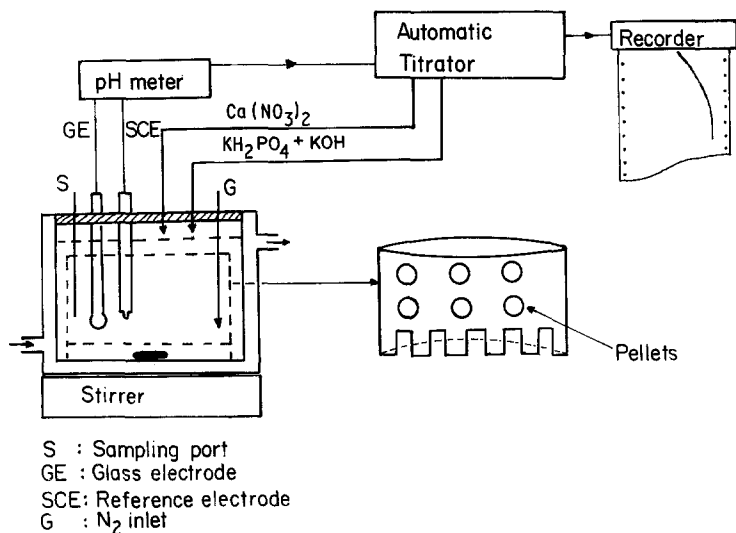 Automatic
Titrator
Recorder
pH meter
Ca(NO3)2
KH2PO4 + KOH
GE
SCE
S
G
Pellets
Stirrer
S : Sampling port
GE : Glass electrode
SCE: Reference electrode
G : N2 inlet